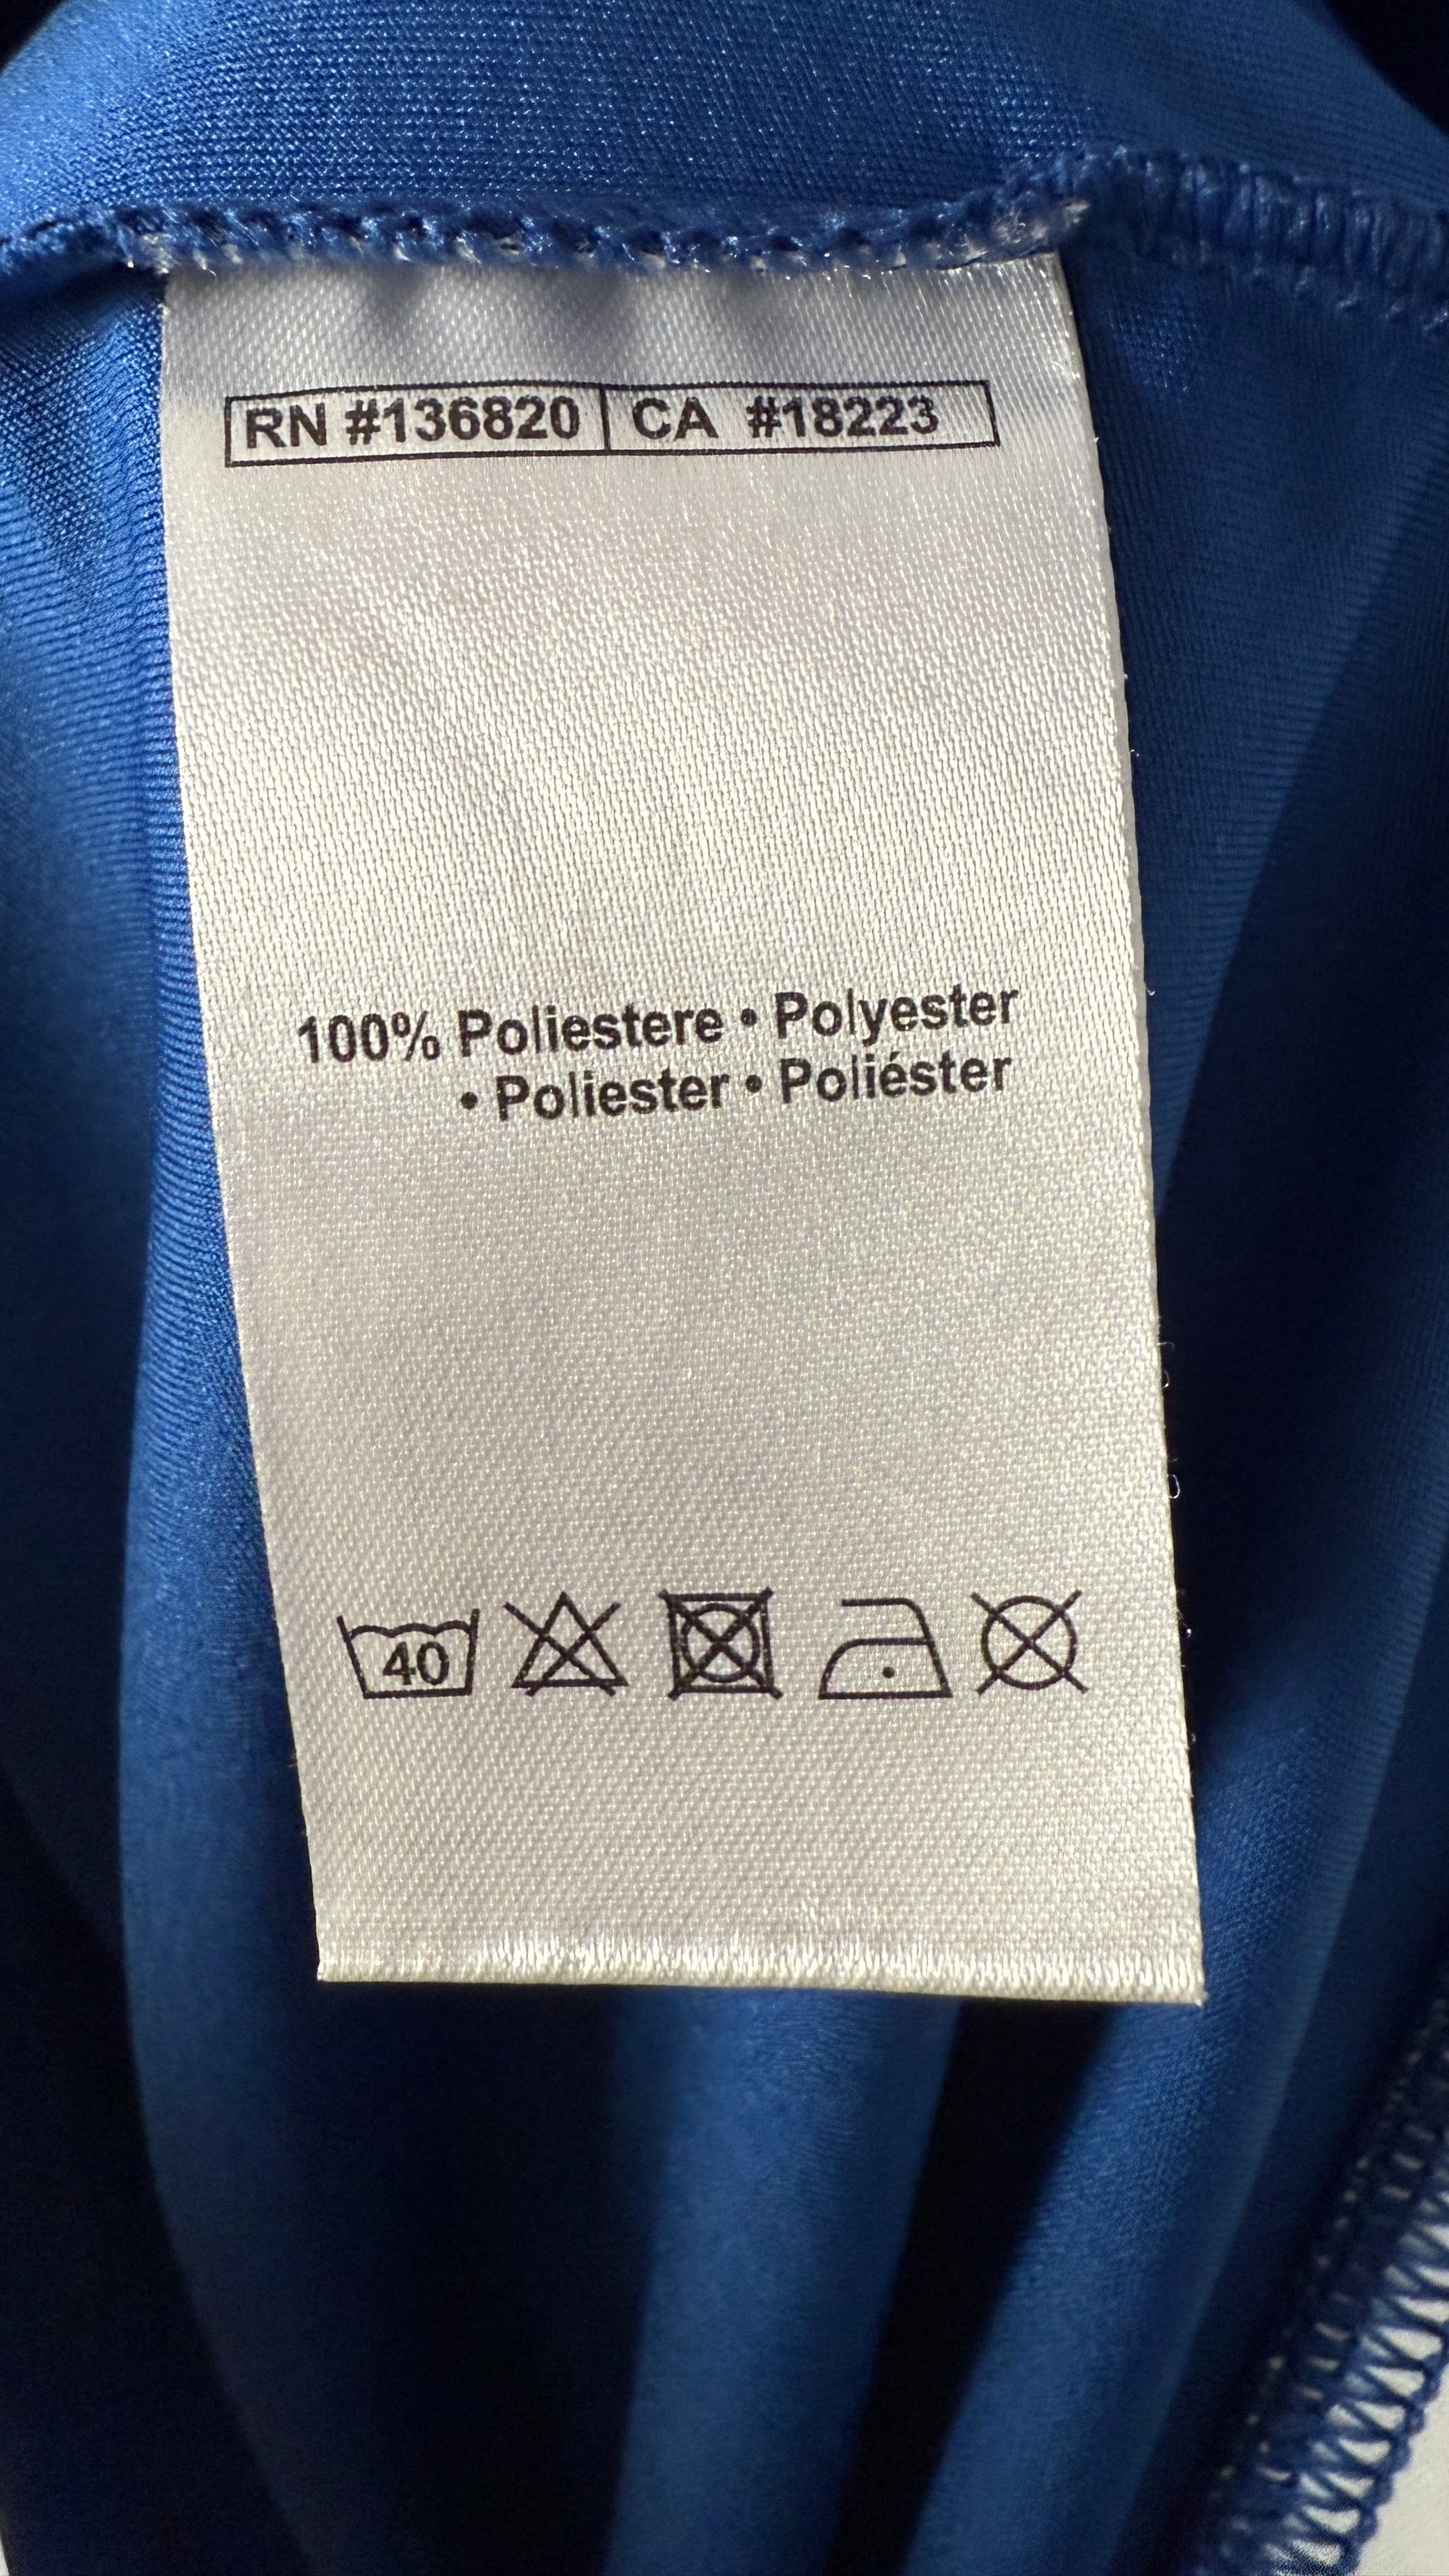 RN #136820 CA #18223
100% Poliestere • Polyester
• Poliester • Poliéster
40